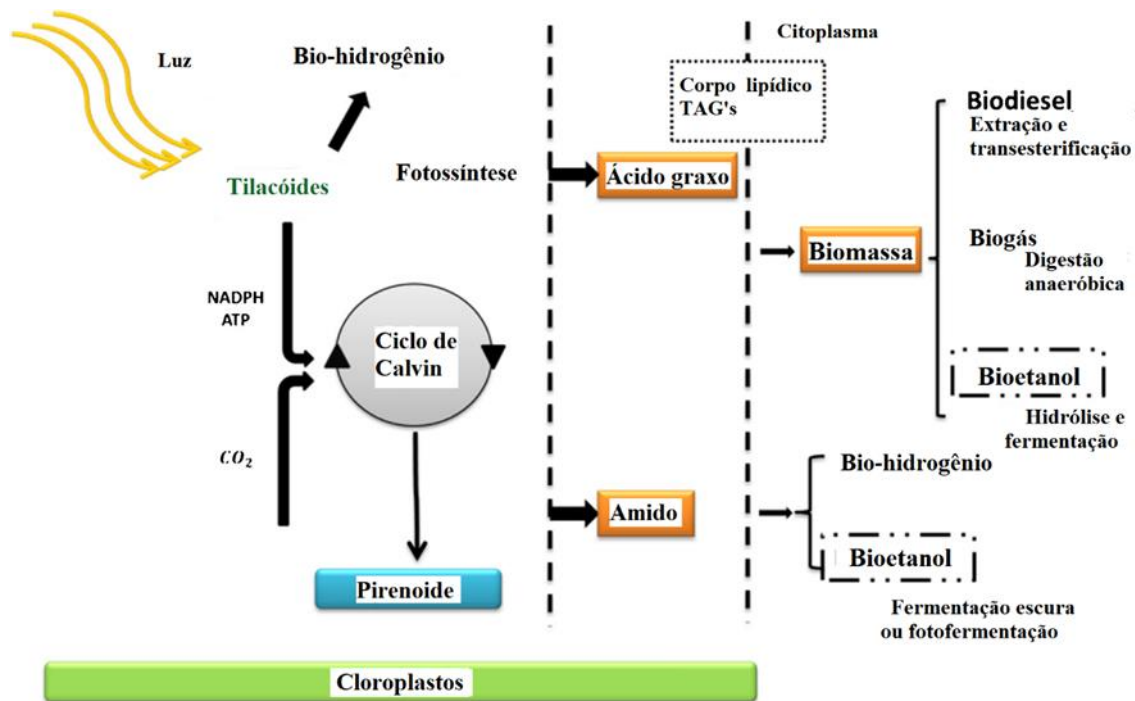 Luz
Bio-hidrogênio
Tilacóides
Fotossíntese
NADPH
ATP
CO₂
Ciclo de
Calvin
Pirenoide
Cloroplastos
Ácido graxo
Amido
Citoplasma
Corpo lipídico
TAG's
Biomassa
Biodiesel
Extração e
transesterificação
Biogás
Digestão
anaeróbica
Bioetanol
Hidrólise e
fermentação
Bio-hidrogênio
Bioetanol
Fermentação escura
ou fotofermentação